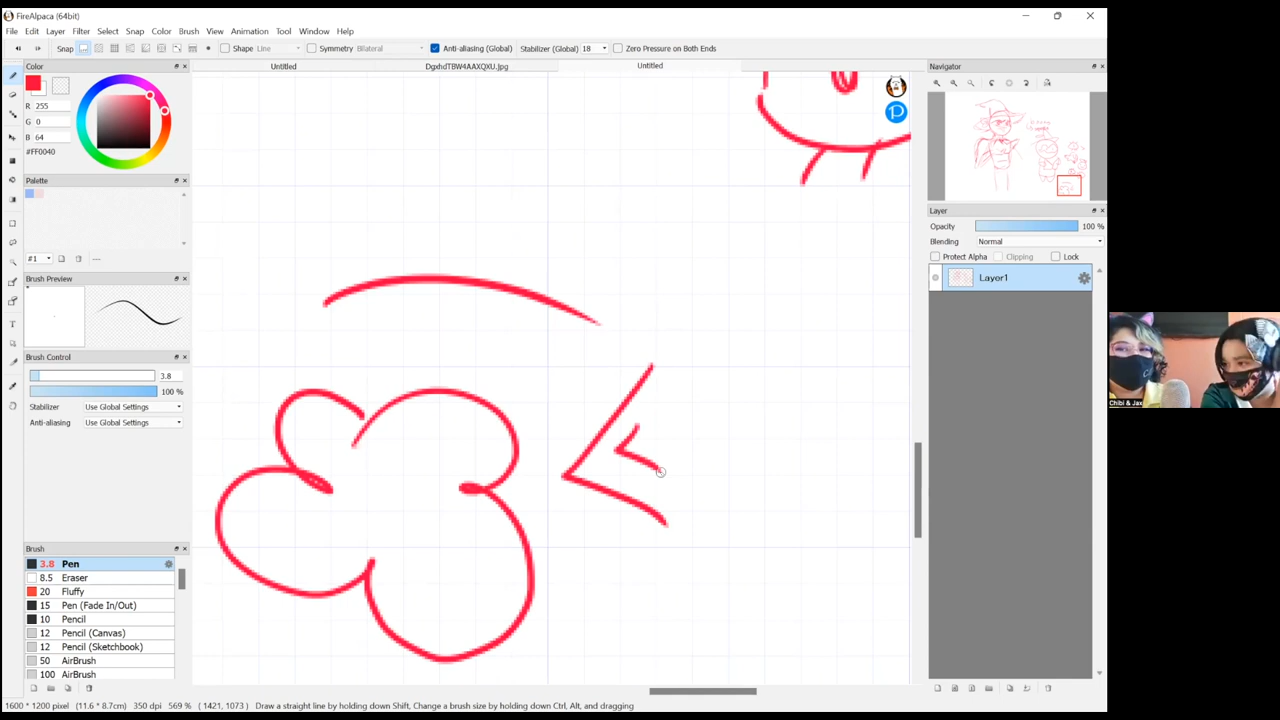 FireAlpaca (64bit)
File Edit Layer Filter Select Snap Color Brush View Animation Tool Window Help
Snap Shape Line Symmetry Bilateral Anti-aliasing (Global) Stabilizer (Global) 18 Zero Pressure on Both Ends
Color
Untitled DgxhdTBW4AAXQXU.jpg Untitled
Navigator
R 255
G 0
B 64
#FF0040
Palette
#1
Layer
Opacity 100 %
Blending Normal
Protect Alpha Clipping Lock
Layer1
Brush Preview
Brush Control
3.8
100 %
Stabilizer Use Global Settings
Anti-aliasing Use Global Settings
Chibi & Jax
Brush
3.8 Pen
8.5 Eraser
20 Fluffy
15 Pen (Fade In/Out)
10 Pencil
12 Pencil (Canvas)
12 Pencil (Sketchbook)
50 AirBrush
100 AirBrush
1600 * 1200 pixel (11.6 * 8.7cm) 350 dpi 569 % ( 1421, 1073 ) Draw a straight line by holding down Shift, Change a brush size by holding down Ctrl, Alt, and dragging